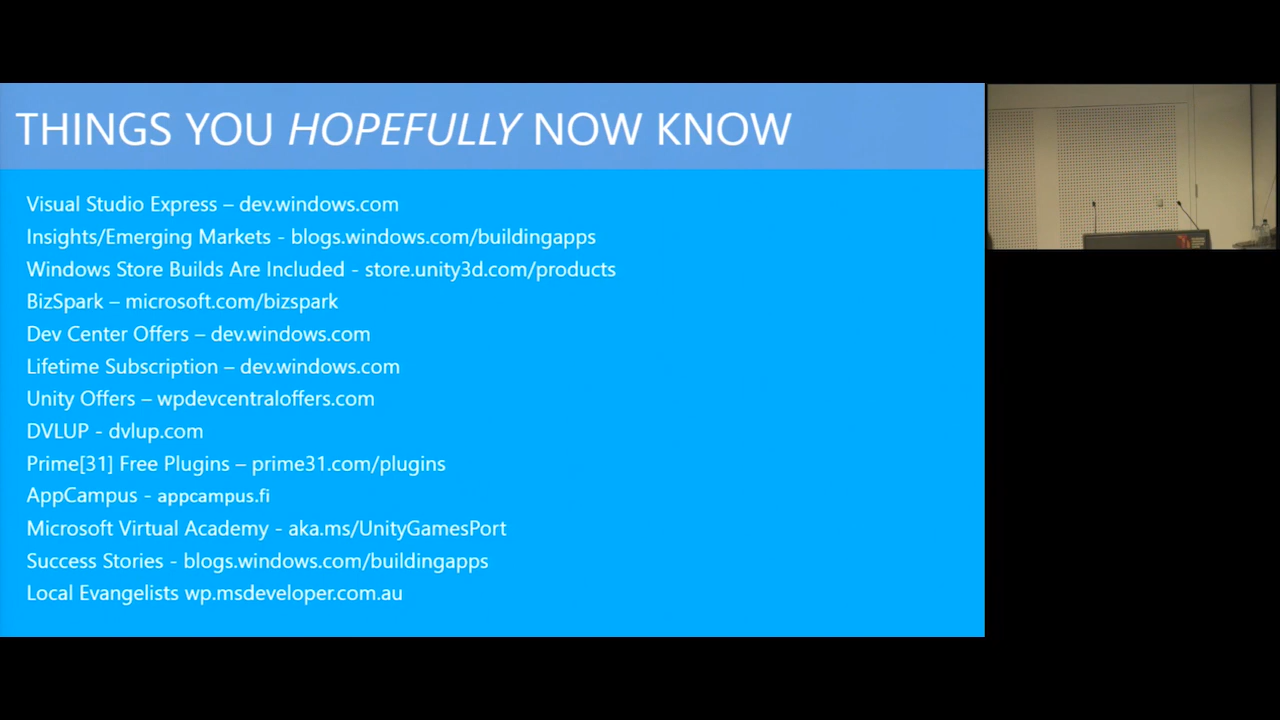 THINGS YOU HOPEFULLY NOW KNOW
Visual Studio Express – dev.windows.com
Insights/Emerging Markets - blogs.windows.com/buildingapps
Windows Store Builds Are Included - store.unity3d.com/products
BizSpark – microsoft.com/bizspark
Dev Center Offers – dev.windows.com
Lifetime Subscription – dev.windows.com
Unity Offers – wpdevcentraloffers.com
DVLUP - dvlup.com
Prime[31] Free Plugins – prime31.com/plugins
AppCampus - appcampus.fi
Microsoft Virtual Academy - aka.ms/UnityGamesPort
Success Stories - blogs.windows.com/buildingapps
Local Evangelists wp.msdeveloper.com.au